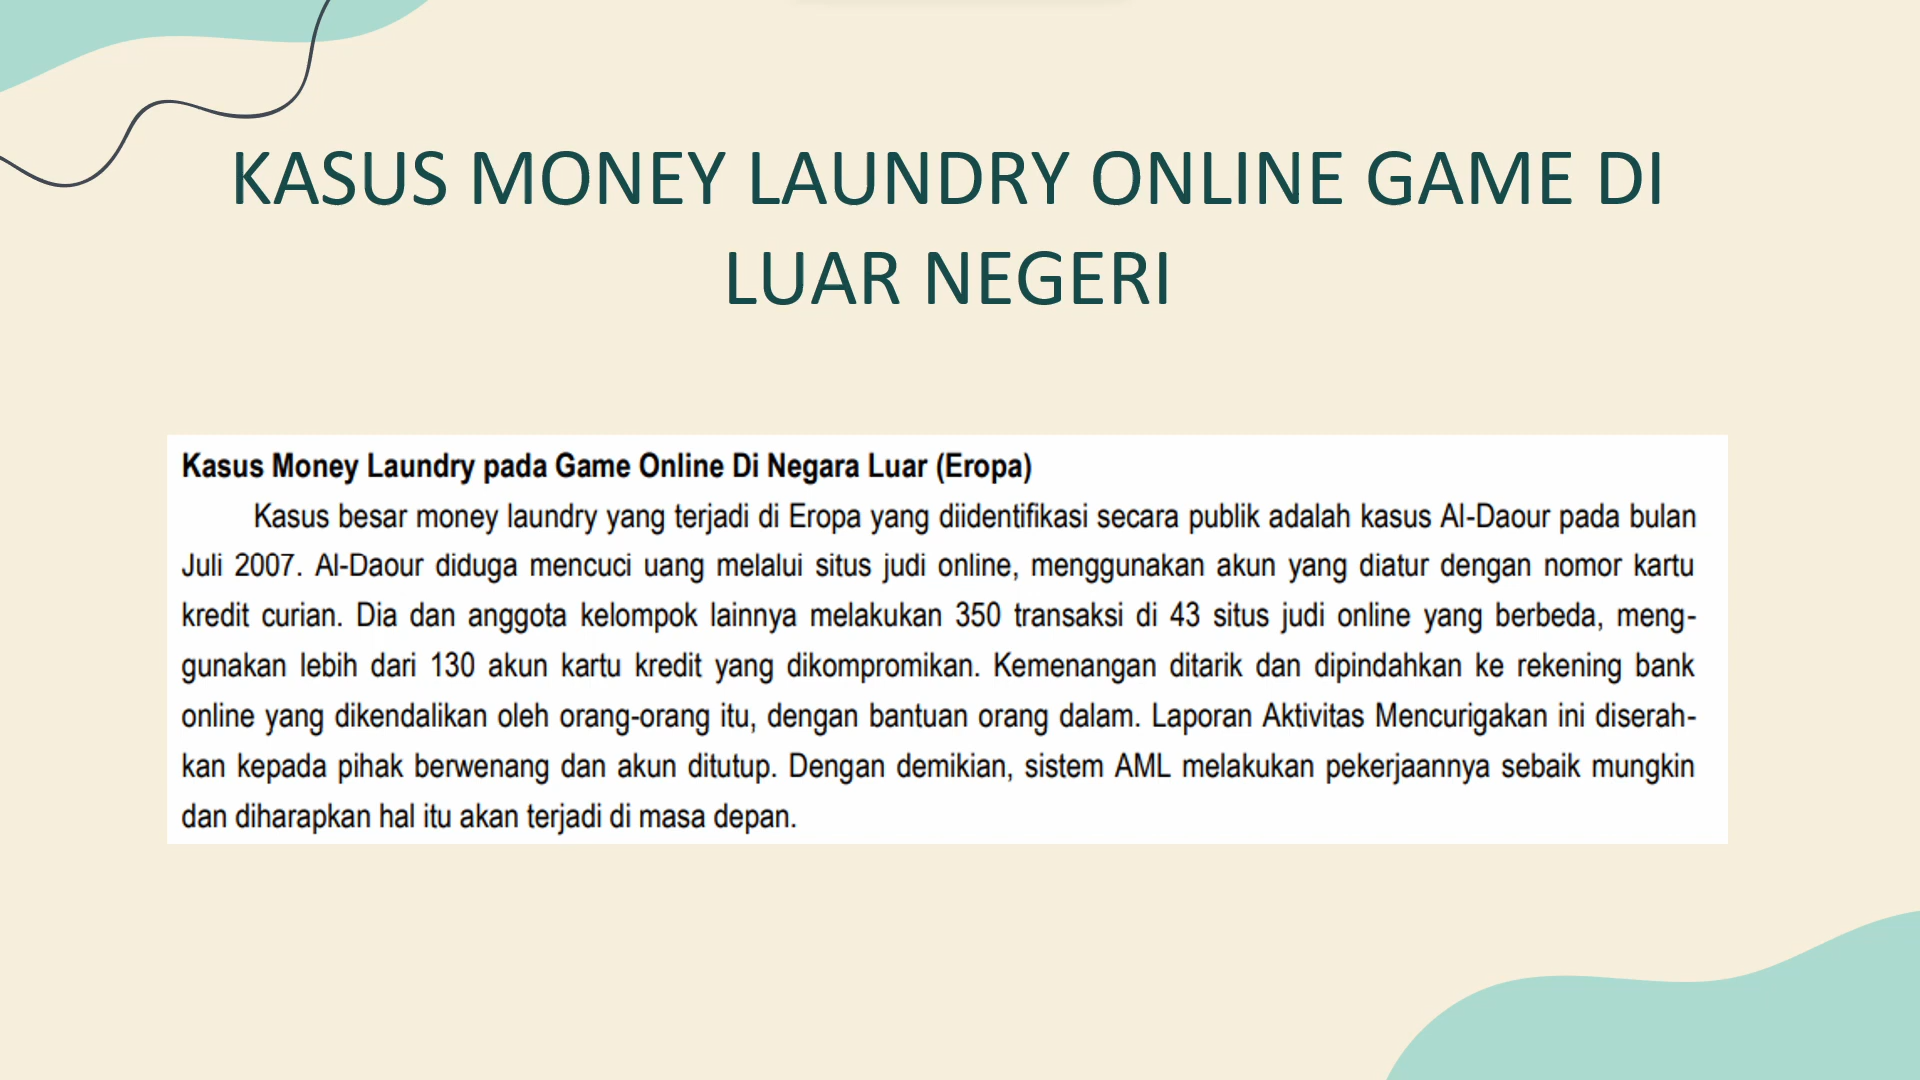 KASUS MONEY LAUNDRY ONLINE GAME DI
LUAR NEGERI
Kasus Money Laundry pada Game Online Di Negara Luar (Eropa)
Kasus besar money laundry yang terjadi di Eropa yang diidentifikasi secara publik adalah kasus Al-Daour pada bulan
Juli 2007. Al-Daour diduga mencuci uang melalui situs judi online, menggunakan akun yang diatur dengan nomor kartu
kredit curian. Dia dan anggota kelompok lainnya melakukan 350 transaksi di 43 situs judi online yang berbeda, meng-
gunakan lebih dari 130 akun kartu kredit yang dikompromikan. Kemenangan ditarik dan dipindahkan ke rekening bank
online yang dikendalikan oleh orang-orang itu, dengan bantuan orang dalam. Laporan Aktivitas Mencurigakan ini diserah-
kan kepada pihak berwenang dan akun ditutup. Dengan demikian, sistem AML melakukan pekerjaannya sebaik mungkin
dan diharapkan hal itu akan terjadi di masa depan.